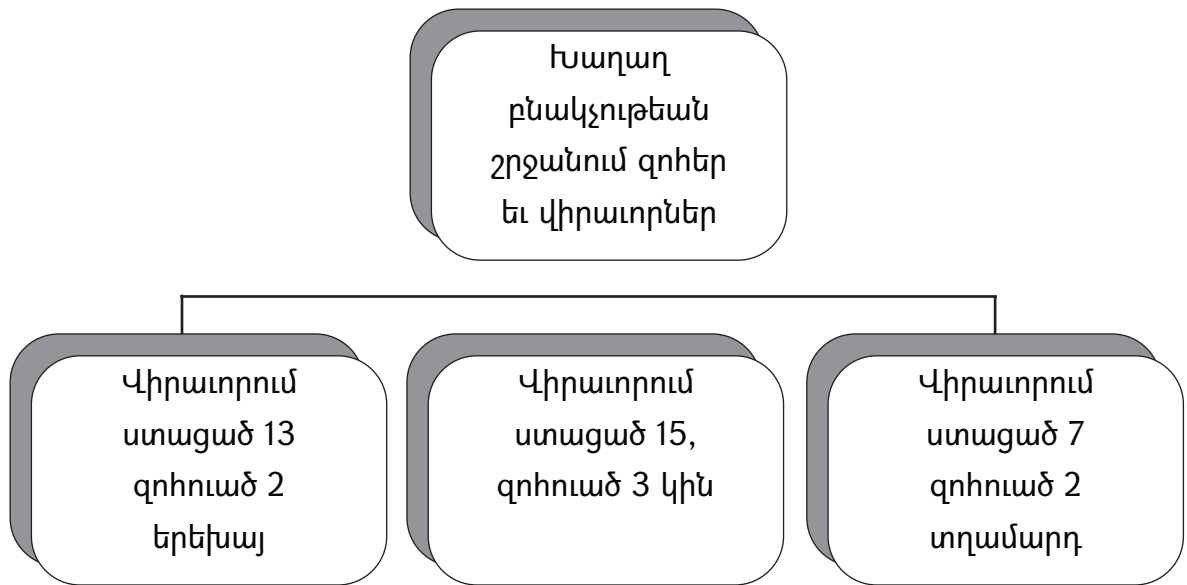 Խաղաղ
բնակչութեան
շրջանում զոհեր
եւ վիրաւորներ
Վիրաւորում
ստացած 13
զոհուած 2
երեխայ
Վիրաւորում
ստացած 15,
զոհուած 3 կին
Վիրաւորում
ստացած 7
զոհուած 2
տղամարդ